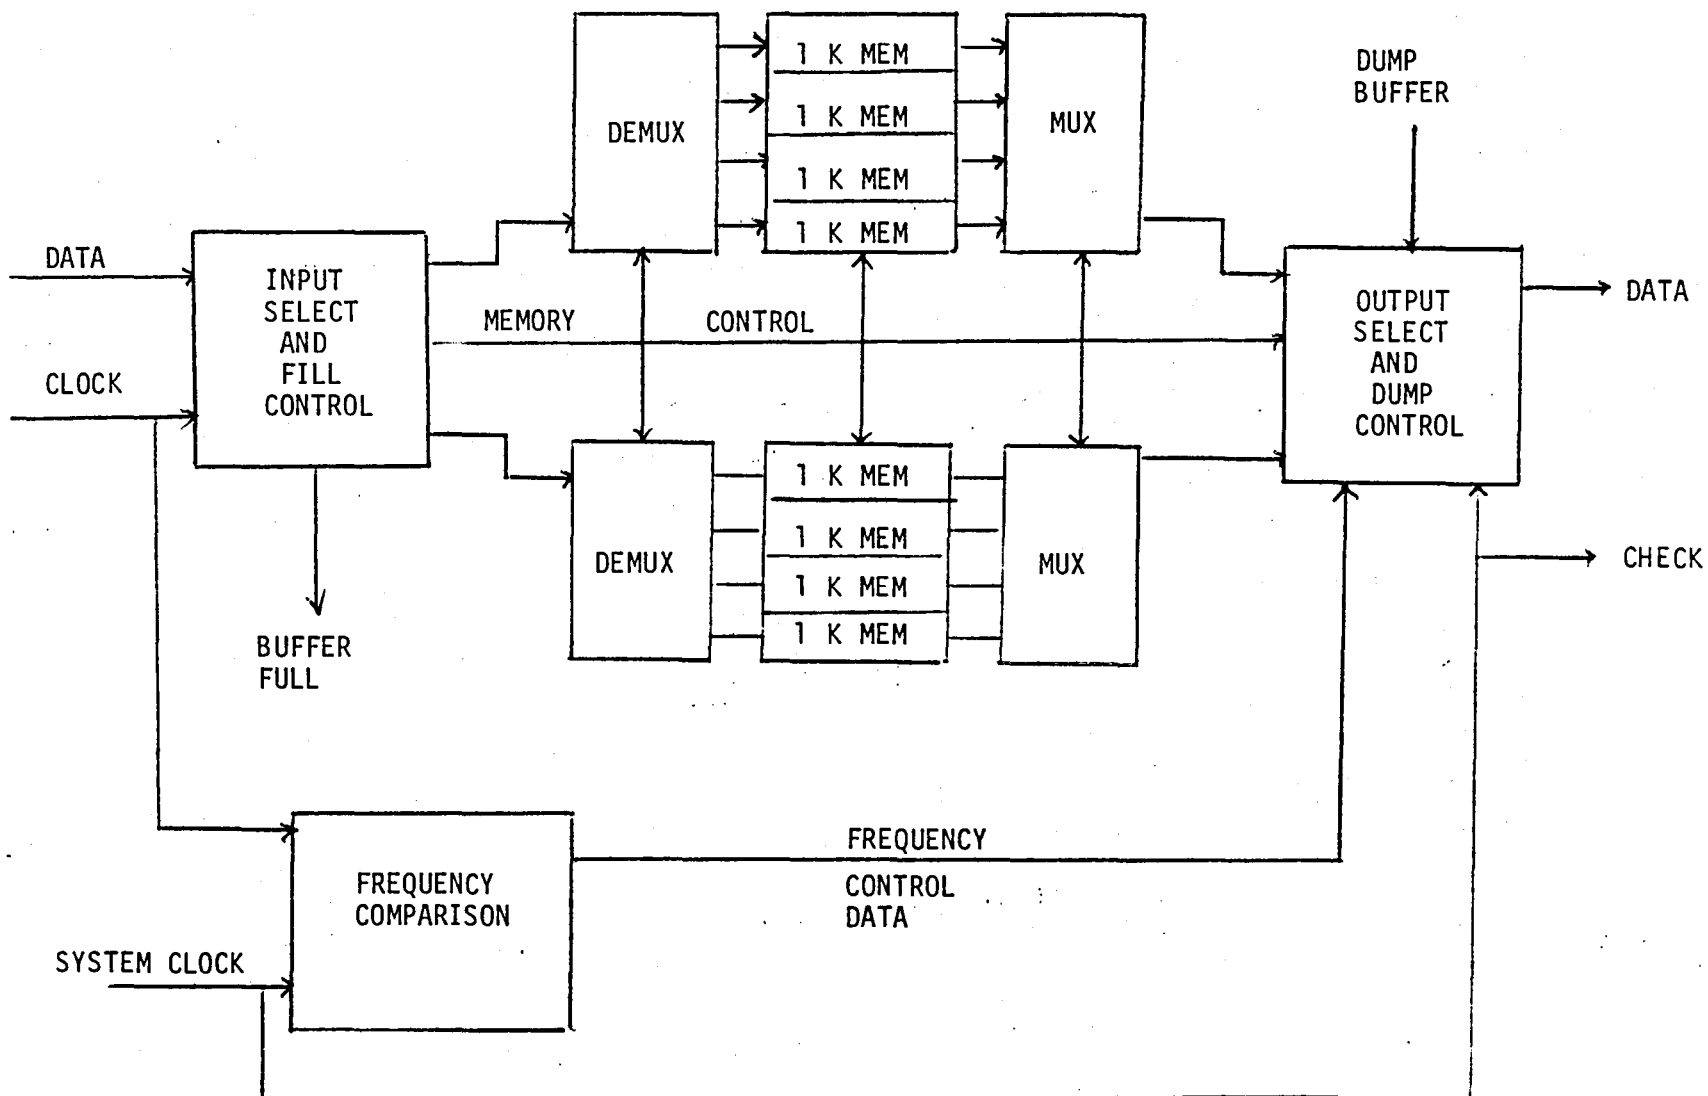 DUMP
BUFFER
DEMUX
1 K MEM
1 K MEM
1 K MEM
1 K MEM
MUX
DATA
CLOCK
INPUT
SELECT
AND
FILL
CONTROL
MEMORY CONTROL
OUTPUT
SELECT
AND
DUMP
CONTROL
DATA
DEMUX
1 K MEM
1 K MEM
1 K MEM
1 K MEM
MUX
CHECK
BUFFER
FULL
FREQUENCY
COMPARISON
FREQUENCY
CONTROL
DATA
SYSTEM CLOCK